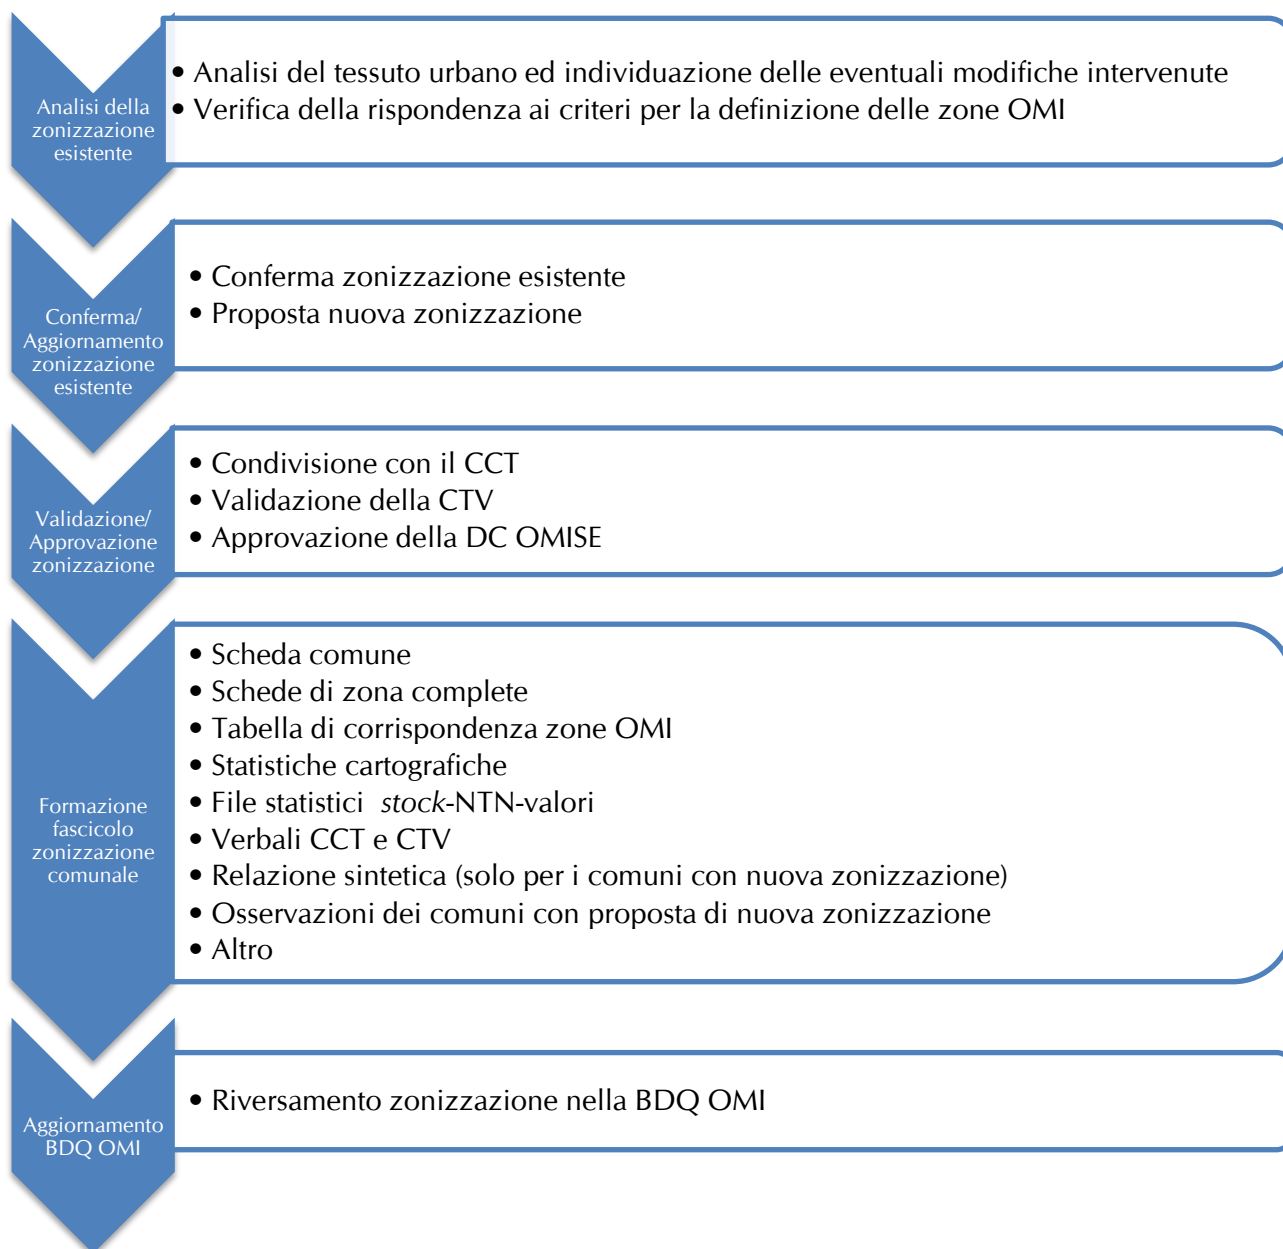 Analisi della
zonizzazione
esistente
• Analisi del tessuto urbano ed individuazione delle eventuali modifiche intervenute
• Verifica della rispondenza ai criteri per la definizione delle zone OMI
Conferma/
Aggiornamento
zonizzazione
esistente
• Conferma zonizzazione esistente
• Proposta nuova zonizzazione
Validazione/
Approvazione
zonizzazione
• Condivisione con il CCT
• Validazione della CTV
• Approvazione della DC OMISE
Formazione
fascicolo
zonizzazione
comunale
• Scheda comune
• Schede di zona complete
• Tabella di corrispondenza zone OMI
• Statistiche cartografiche
• File statistici stock-NTN-valori
• Verbali CCT e CTV
• Relazione sintetica (solo per i comuni con nuova zonizzazione)
• Osservazioni dei comuni con proposta di nuova zonizzazione
• Altro
Aggiornamento
BDQ OMI
• Riversamento zonizzazione nella BDQ OMI